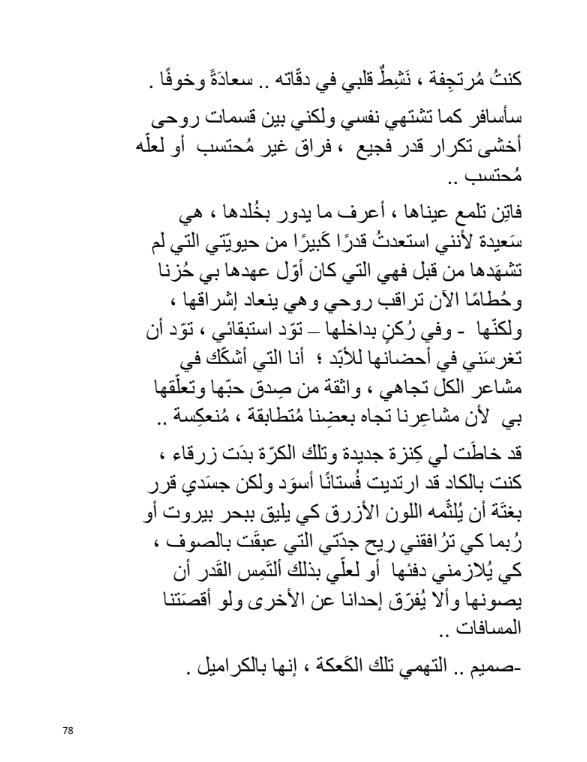 كنتُ مُرتجِفة ، نَشِطٌ قلبي في دقّاته .. سعادَةً وخوفًا .
سأسافر كما تشتهي نفسي ولكني بين قسمات روحى
أخشى تكرار قدر فجيع  ، فراق غير مُحتسب  أو لعلّه
مُحتسب ..
فاتِن تلمع عيناها ، أعرف ما يدور بخُلدها ، هي
سَعيدة لأنني استعدتُ قدرًا كَبيرًا من حيويّتي التي لم
تشهَدها من قبل فهي التي كان أوّل عهدها بي حُزنا
وحُطامًا الآن تراقب روحي وهي ينعاد إشراقها ،
ولكنّها  - وفي رُكنٍ بداخلها – توّد استبقائي ، توّد أن
تغرسَني في أحضانها للأبّد ؛  أنا التي أشكّك في
مشاعر الكل تجاهي ، واثقة من صِدق حبّها وتعلّقها
بي  لأن مشاعِرنا تجاه بعضِنا مُتطابقة ، مُنعكِسة ..
قد خاطَت لي كِنزة جديدة وتلك الكرّة بدَت زرقاء ،
كنت بالكاد قد ارتديت فُستانًا أسوَد ولكن جسَدي قرر
بغتَة أن يُلثّمه اللون الأزرق كي يليق ببحر بيروت أو
رُبما كي ترُافقني ريح جدّتي التي عبقَت بالصوف ،
كي يُلازمني دفئها  أو لعلّي بذلك ألتَمِس القَدر أن
يصونها وألا يُفرّق إحدانا عن الأخرى ولو أقصَتنا
المسافات ..
-صميم .. التهمي تلك الكَعكة ، إنها بالكراميل .
78